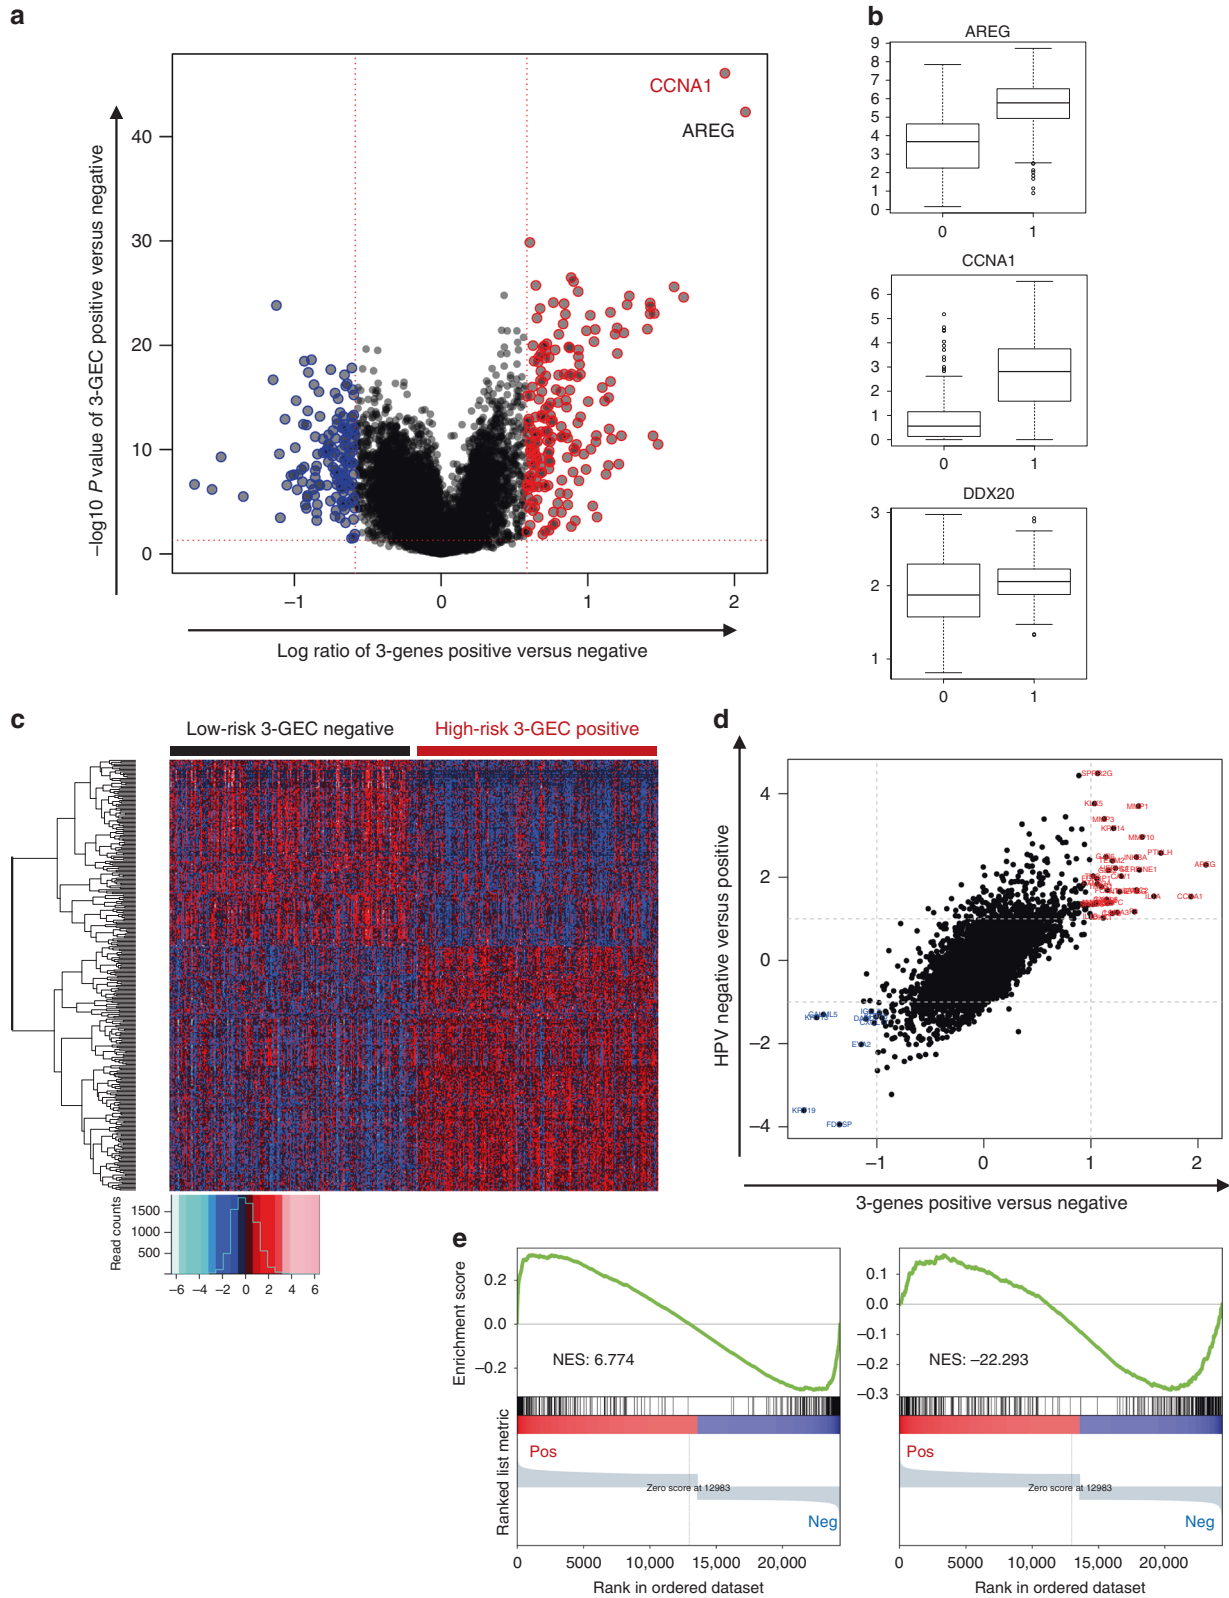 a
−log10 P value of 3-GEC positive versus negative
40
30
20
10
0
CCNA1
AREG
−1
0
1
2
Log ratio of 3-genes positive versus negative
b
AREG
9
8
7
6
5
4
3
2
1
0
0
1
CCNA1
6
5
4
3
2
1
0
0
1
DDX20
3
2
1
0
1
c
Low-risk 3-GEC negative
High-risk 3-GEC positive
Read counts
1500
1000
500
−6 −4 −2 0 2 4 6
d
HPV negative versus positive
4
2
0
−2
−4
MMP1
MMP3
MMP10
PTHLH
AREG
CCNA1
EYA2
KRT19
FDCSP
−1
0
1
2
3-genes positive versus negative
e
Enrichment score
0.2
0.0
−0.2
NES: 6.774
Ranked list metric
Pos
Zero score at 12983
Neg
0
5000
10,000
15,000
20,000
Rank in ordered dataset
0.1
0.0
−0.1
−0.2
−0.3
NES: −22.293
Pos
Zero score at 12983
Neg
0
5000
10,000
15,000
20,000
Rank in ordered dataset